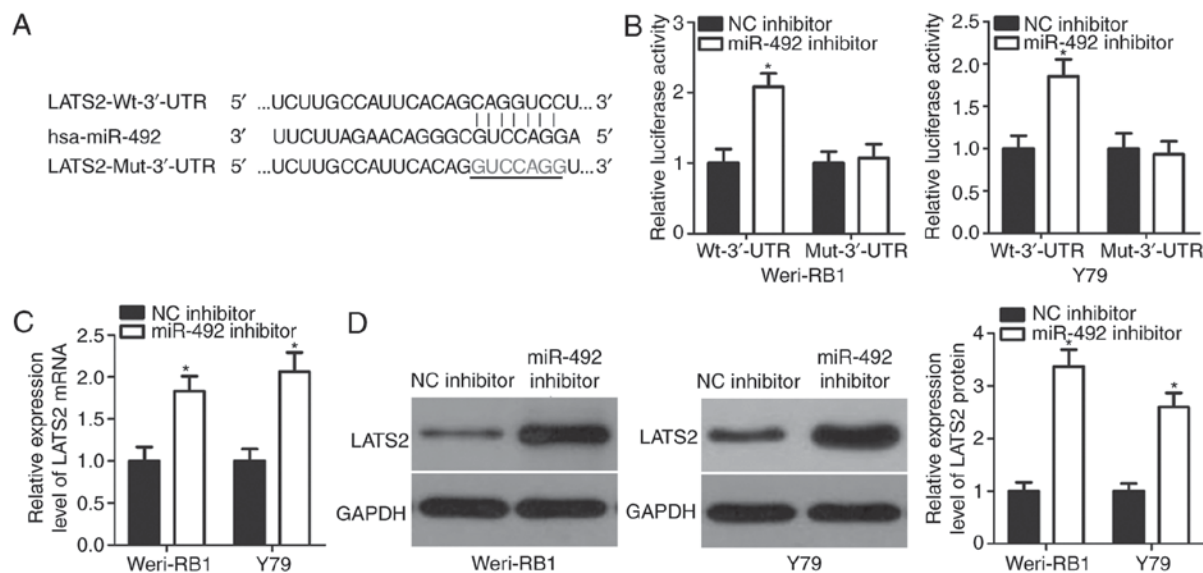 A
LATS2-Wt-3′-UTR 5′ ...UCUUGCCAUUCACAGCAGGUCCU... 3′
hsa-miR-492 3′ UUCUUAGAACAGGGCGUCCAGGA 5′
LATS2-Mut-3′-UTR 5′ ...UCUUGCCAUUCACAGGUCCAGGU... 3′
B
NC inhibitor
miR-492 inhibitor
Relative luciferase activity
3
2
1
0
*
Wt-3′-UTR Mut-3′-UTR
Weri-RB1
NC inhibitor
miR-492 inhibitor
Relative luciferase activity
2.5
2.0
1.5
1.0
0.5
0.0
*
Wt-3′-UTR Mut-3′-UTR
Y79
C
NC inhibitor
miR-492 inhibitor
Relative expression
level of LATS2 mRNA
2.5
2.0
1.5
1.0
0.5
0.0
* *
Weri-RB1 Y79
D
NC inhibitor
miR-492
inhibitor
LATS2
GAPDH
Weri-RB1
NC inhibitor
miR-492
inhibitor
LATS2
GAPDH
Y79
NC inhibitor
miR-492 inhibitor
Relative expression
level of LATS2 protein
4
3
2
1
0
* *
Weri-RB1 Y79